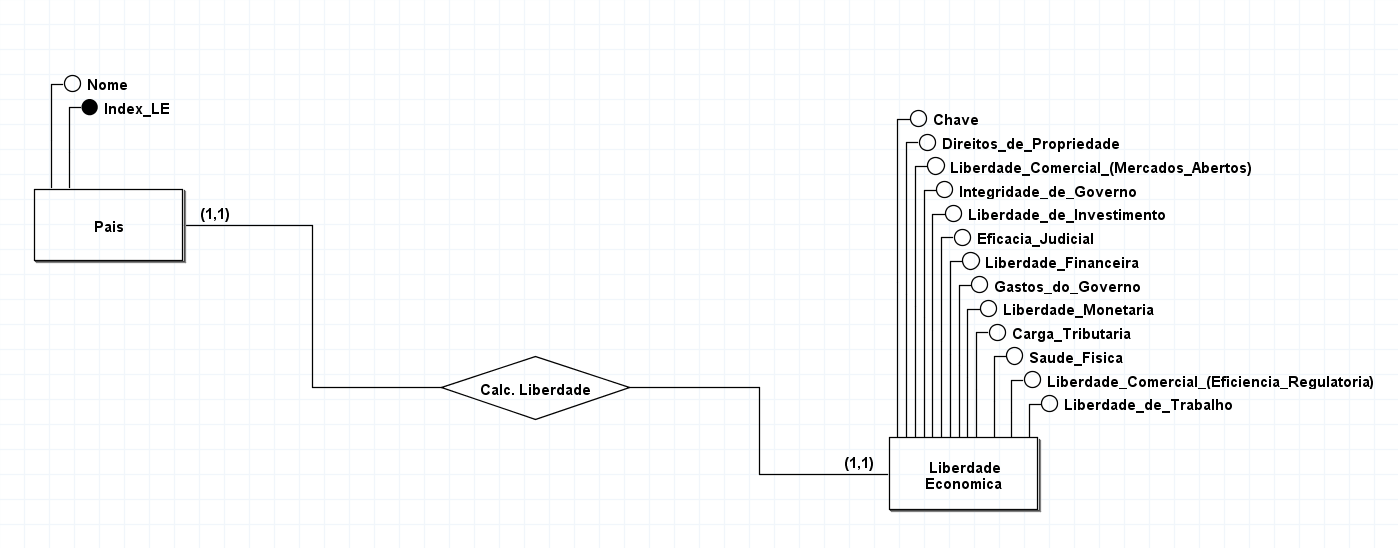 Nome
Index_LE
Pais
(1,1)
Calc. Liberdade
Chave
Direitos_de_Propriedade
Liberdade_Comercial_(Mercados_Abertos)
Integridade_de_Governo
Liberdade_de_Investimento
Eficacia_Judicial
Liberdade_Financeira
Gastos_do_Governo
Liberdade_Monetaria
Carga_Tributaria
Saude_Fisica
Liberdade_Comercial_(Eficiencia_Regulatoria)
Liberdade_de_Trabalho
(1,1)
Liberdade
Economica